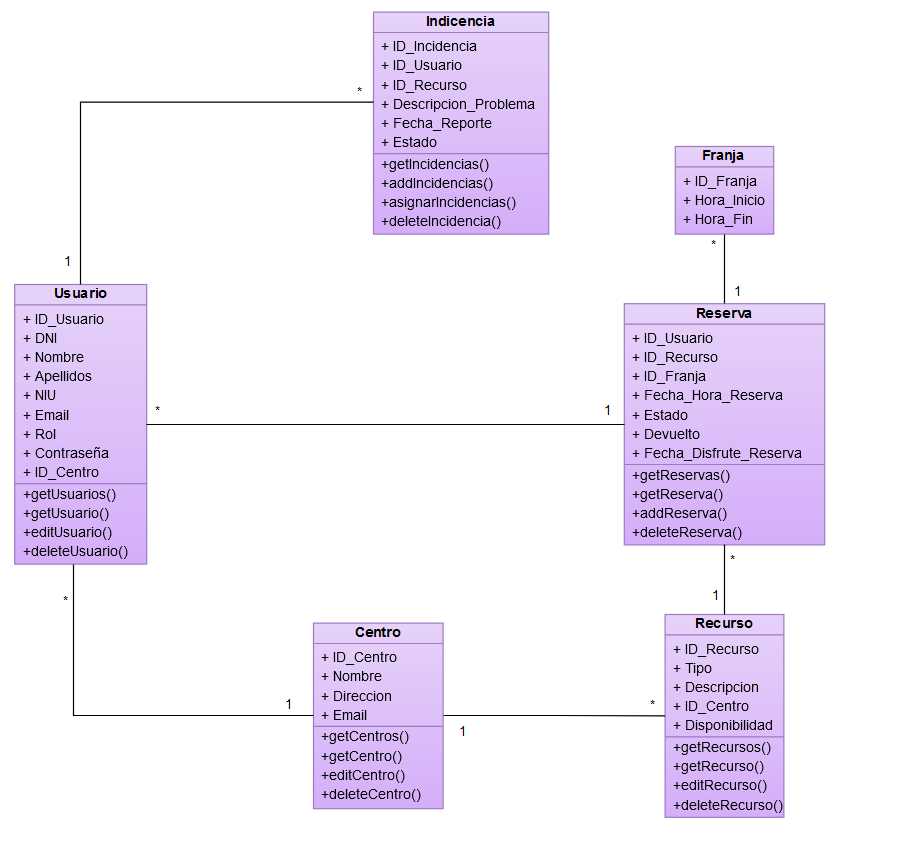 Indicencia
+ ID_Incidencia
+ ID_Usuario
+ ID_Recurso
+ Descripcion_Problema
+ Fecha_Reporte
+ Estado
+getIncidencias()
+addIncidencias()
+asignarIncidencias()
+deleteIncidencia()
*
1
Franja
+ ID_Franja
+ Hora_Inicio
+ Hora_Fin
*
1
Usuario
+ ID_Usuario
+ DNI
+ Nombre
+ Apellidos
+ NIU
+ Email
+ Rol
+ Contraseña
+ ID_Centro
+getUsuarios()
+getUsuario()
+editUsuario()
+deleteUsuario()
*
1
Reserva
+ ID_Usuario
+ ID_Recurso
+ ID_Franja
+ Fecha_Hora_Reserva
+ Estado
+ Devuelto
+ Fecha_Disfrute_Reserva
+getReservas()
+getReserva()
+addReserva()
+deleteReserva()
*
1
*
1
Centro
+ ID_Centro
+ Nombre
+ Direccion
+ Email
+getCentros()
+getCentro()
+editCentro()
+deleteCentro()
1
*
Recurso
+ ID_Recurso
+ Tipo
+ Descripcion
+ ID_Centro
+ Disponibilidad
+getRecursos()
+getRecurso()
+editRecurso()
+deleteRecurso()